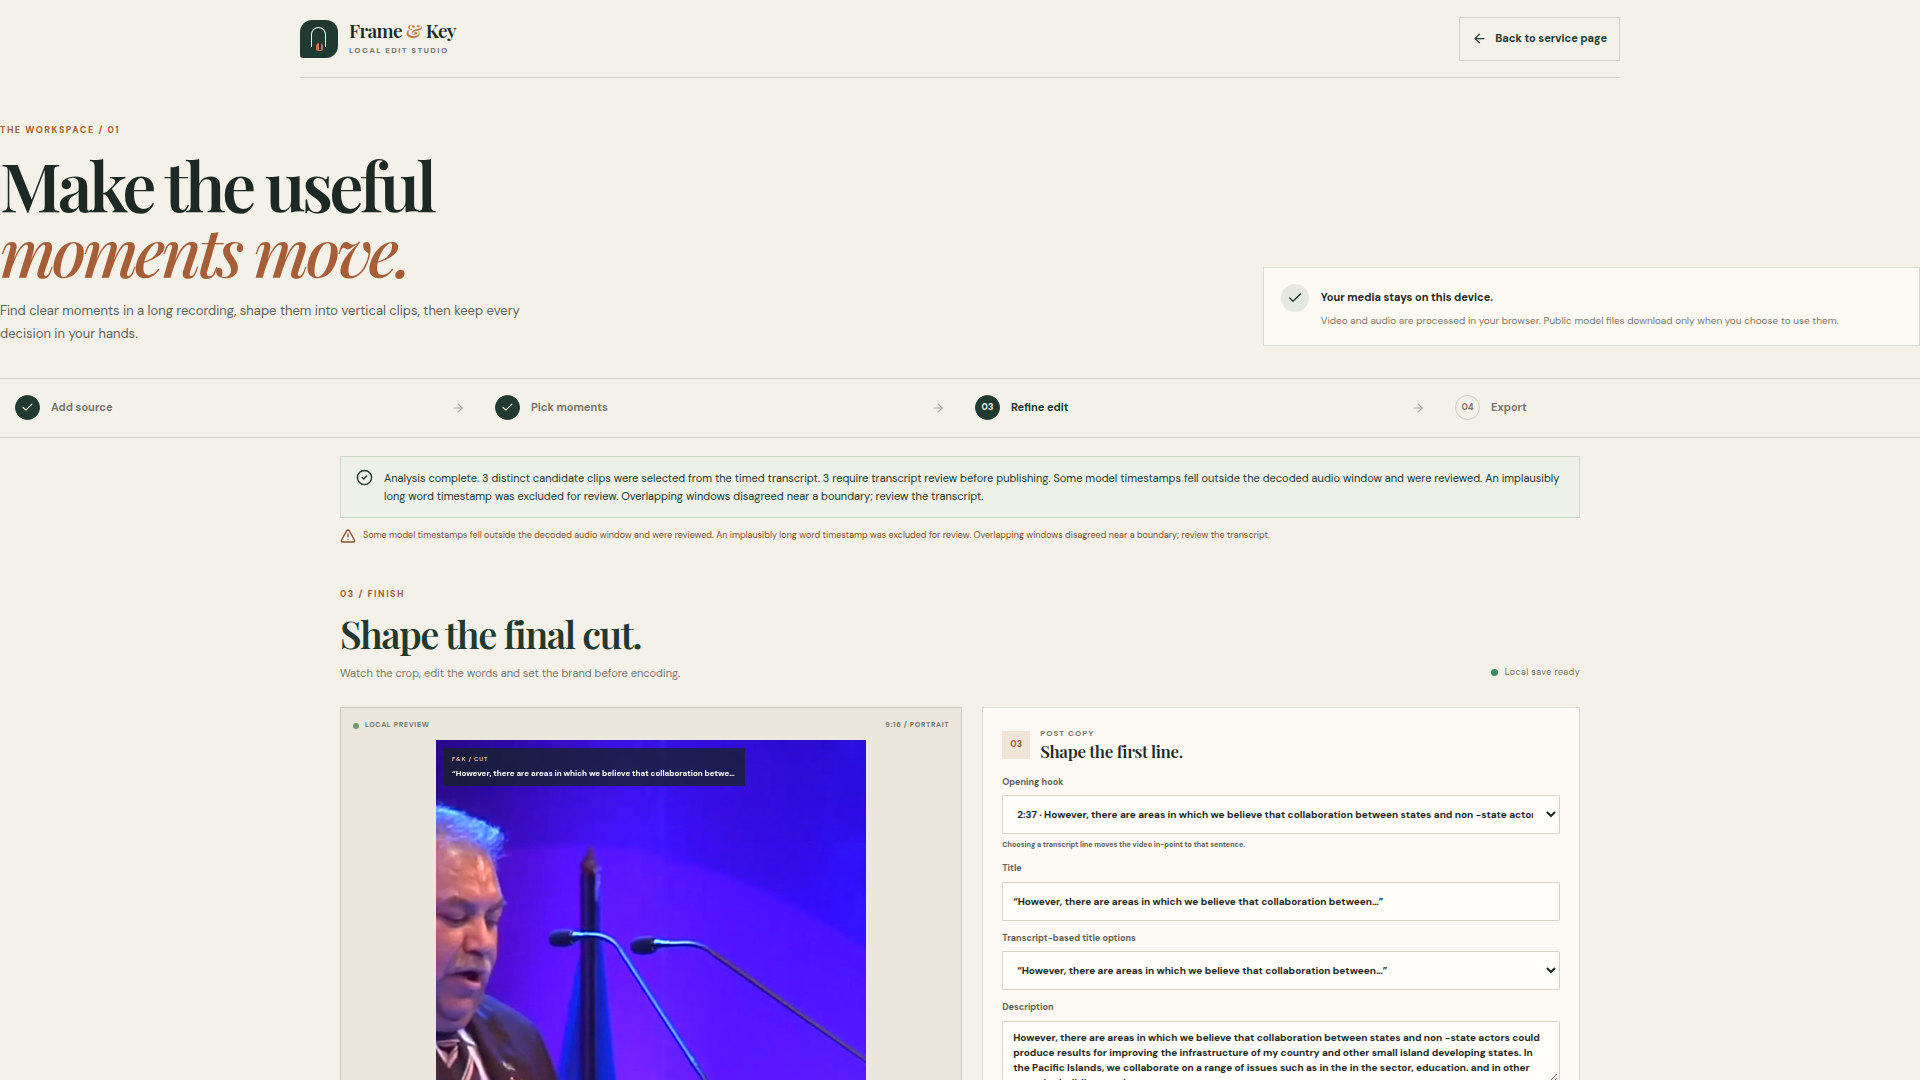 Frame & Key
LOCAL EDIT STUDIO
Back to service page
THE WORKSPACE / 01
Make the useful
moments move.
Find clear moments in a long recording, shape them into vertical clips, then keep every
decision in your hands.
Your media stays on this device.
Video and audio are processed in your browser. Public model files download only when you choose to use them.
Add source
Pick moments
03 Refine edit
04 Export
Analysis complete. 3 distinct candidate clips were selected from the timed transcript. 3 require transcript review before publishing. Some model timestamps fell outside the decoded audio window and were reviewed. An implausibly
long word timestamp was excluded for review. Overlapping windows disagreed near a boundary; review the transcript.
Some model timestamps fell outside the decoded audio window and were reviewed. An implausibly long word timestamp was excluded for review. Overlapping windows disagreed near a boundary; review the transcript.
03 / FINISH
Shape the final cut.
Watch the crop, edit the words and set the brand before encoding.
Local save ready
LOCAL PREVIEW
9:16 / PORTRAIT
F&K / CUT
“However, there are areas in which we believe that collaboration betwe…
03
POST COPY
Shape the first line.
Opening hook
2:37 · However, there are areas in which we believe that collaboration between states and non -state actor
Choosing a transcript line moves the video in-point to that sentence.
Title
“However, there are areas in which we believe that collaboration between…”
Transcript-based title options
“However, there are areas in which we believe that collaboration between…”
Description
However, there are areas in which we believe that collaboration between states and non -state actors could
produce results for improving the infrastructure of my country and other small island developing states. In
the Pacific Islands, we collaborate on a range of issues such as in the in the sector, education. and in other